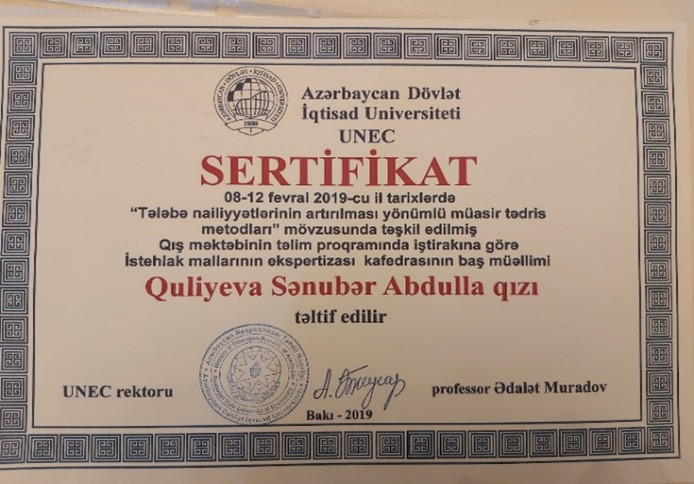 Azərbaycan Dövlət
İqtisad Universiteti
UNEC
1930
SERTİFİKAT
08-12 fevral 2019-cu il tarixlərdə
“Tələbə nailiyyətlərinin artırılması yönümlü müasir tədris
metodları” mövzusunda təşkil edilmiş
Qış məktəbinin təlim proqramında iştirakına görə
İstehlak mallarının ekspertizası kafedrasının baş müəllimi
Quliyeva Sənubər Abdulla qızı
təltif edilir
UNEC rektoru
professor Ədalət Muradov
Bakı - 2019